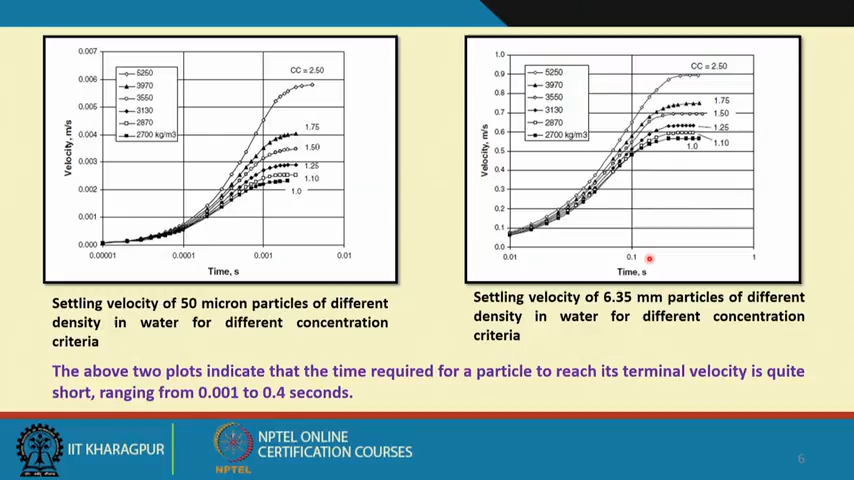 0.007
0.006
0.005
0.004
0.003
0.002
0.001
0.000
Velocity, m/s
5250
3970
3550
3130
2870
2700 kg/m3
CC = 2.50
1.75
1.50
1.25
1.10
1.0
0.00001
0.0001
0.001
0.01
Time, s
Settling velocity of 50 micron particles of different
density in water for different concentration
criteria
1.0
0.9
0.8
0.7
0.6
0.5
0.4
0.3
0.2
0.1
0.0
Velocity, m/s
5250
3970
3550
3130
2870
2700 kg/m3
CC = 2.50
1.75
1.50
1.25
1.10
1.0
0.01
0.1
1
Time, s
Settling velocity of 6.35 mm particles of different
density in water for different concentration
criteria
The above two plots indicate that the time required for a particle to reach its terminal velocity is quite
short, ranging from 0.001 to 0.4 seconds.
IIT KHARAGPUR
NPTEL
NPTEL ONLINE
CERTIFICATION COURSES
6